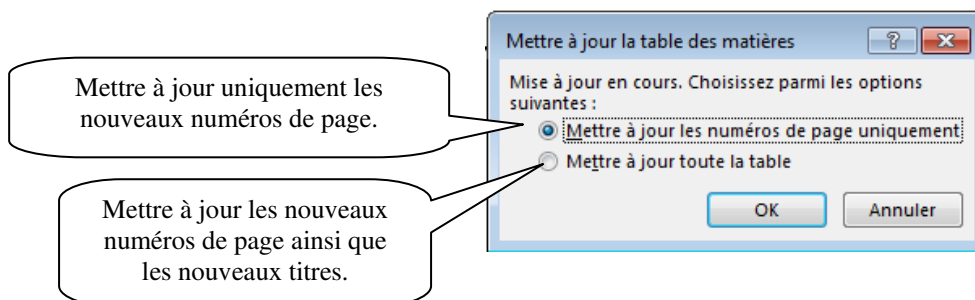 Mettre à jour la table des matières
Mettre à jour uniquement les
nouveaux numéros de page.
Mise à jour en cours. Choisissez parmi les options
suivantes :
Mettre à jour les numéros de page uniquement
Mettre à jour toute la table
Mettre à jour les nouveaux
numéros de page ainsi que
les nouveaux titres.
OK
Annuler